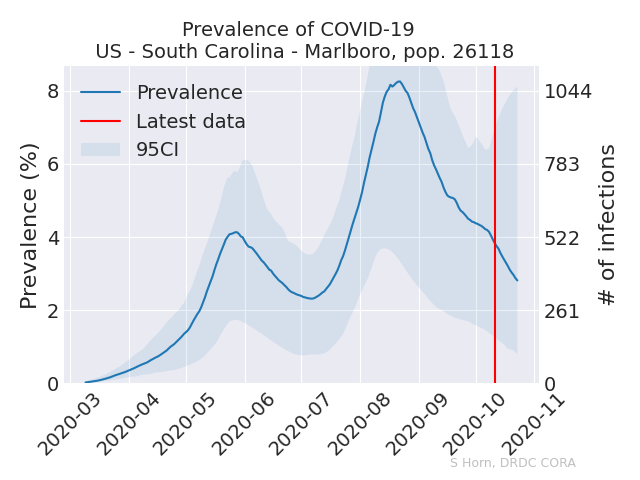 Prevalence of COVID-19
US - South Carolina - Marlboro, pop. 26118
Prevalence
Latest data
95CI
Prevalence (%)
8
6
4
2
0
1044
783
522
261
0
# of infections
2020-03
2020-04
2020-05
2020-06
2020-07
2020-08
2020-09
2020-10
2020-11
S Horn, DRDC CORA